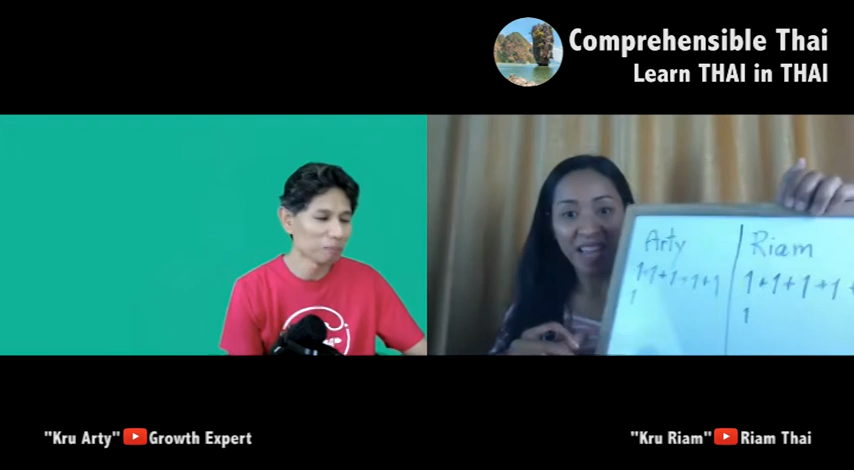 Comprehensible Thai
Learn THAI in THAI
Arty
Riam
1+1+1+1+1
1+1+1+1+
1
1
"Kru Arty" Growth Expert
"Kru Riam" Riam Thai